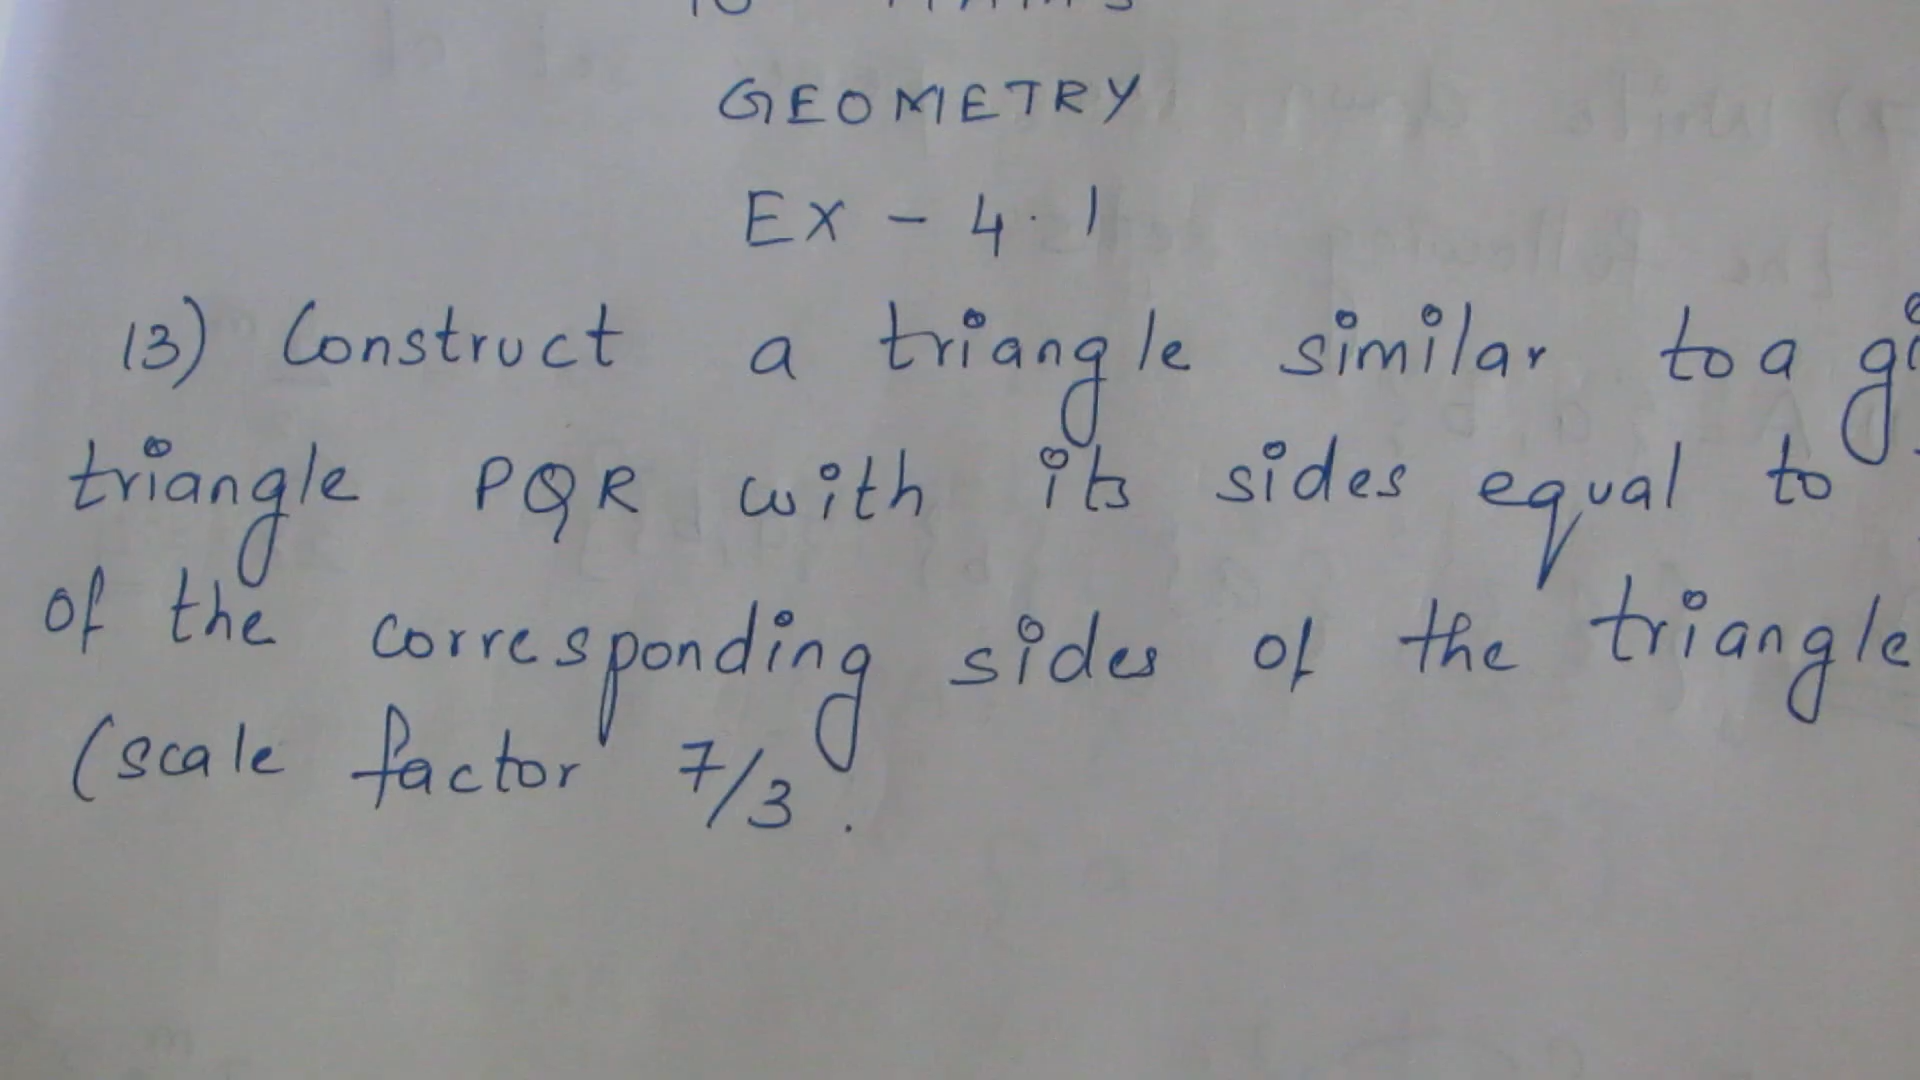 GEOMETRY
EX - 4.1
13) Construct a triangle similar to a
triangle PQR with its sides equal to
of the corresponding sides of the triangle
(scale factor 7/3.